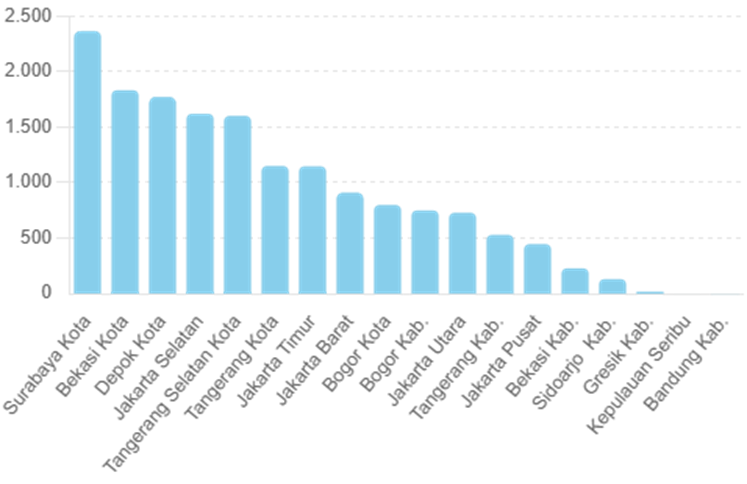 2.500
2.000
1.500
1.000
500
0
Surabaya Kota
Bekasi Kota
Depok Kota
Jakarta Selatan
Tangerang Selatan Kota
Tangerang Kota
Jakarta Timur
Jakarta Barat
Bogor Kota
Bogor Kab.
Jakarta Utara
Tangerang Kab.
Jakarta Pusat
Bekasi Kab.
Sidoarjo Kab.
Gresik Kab.
Kepulauan Seribu
Bandung Kab.